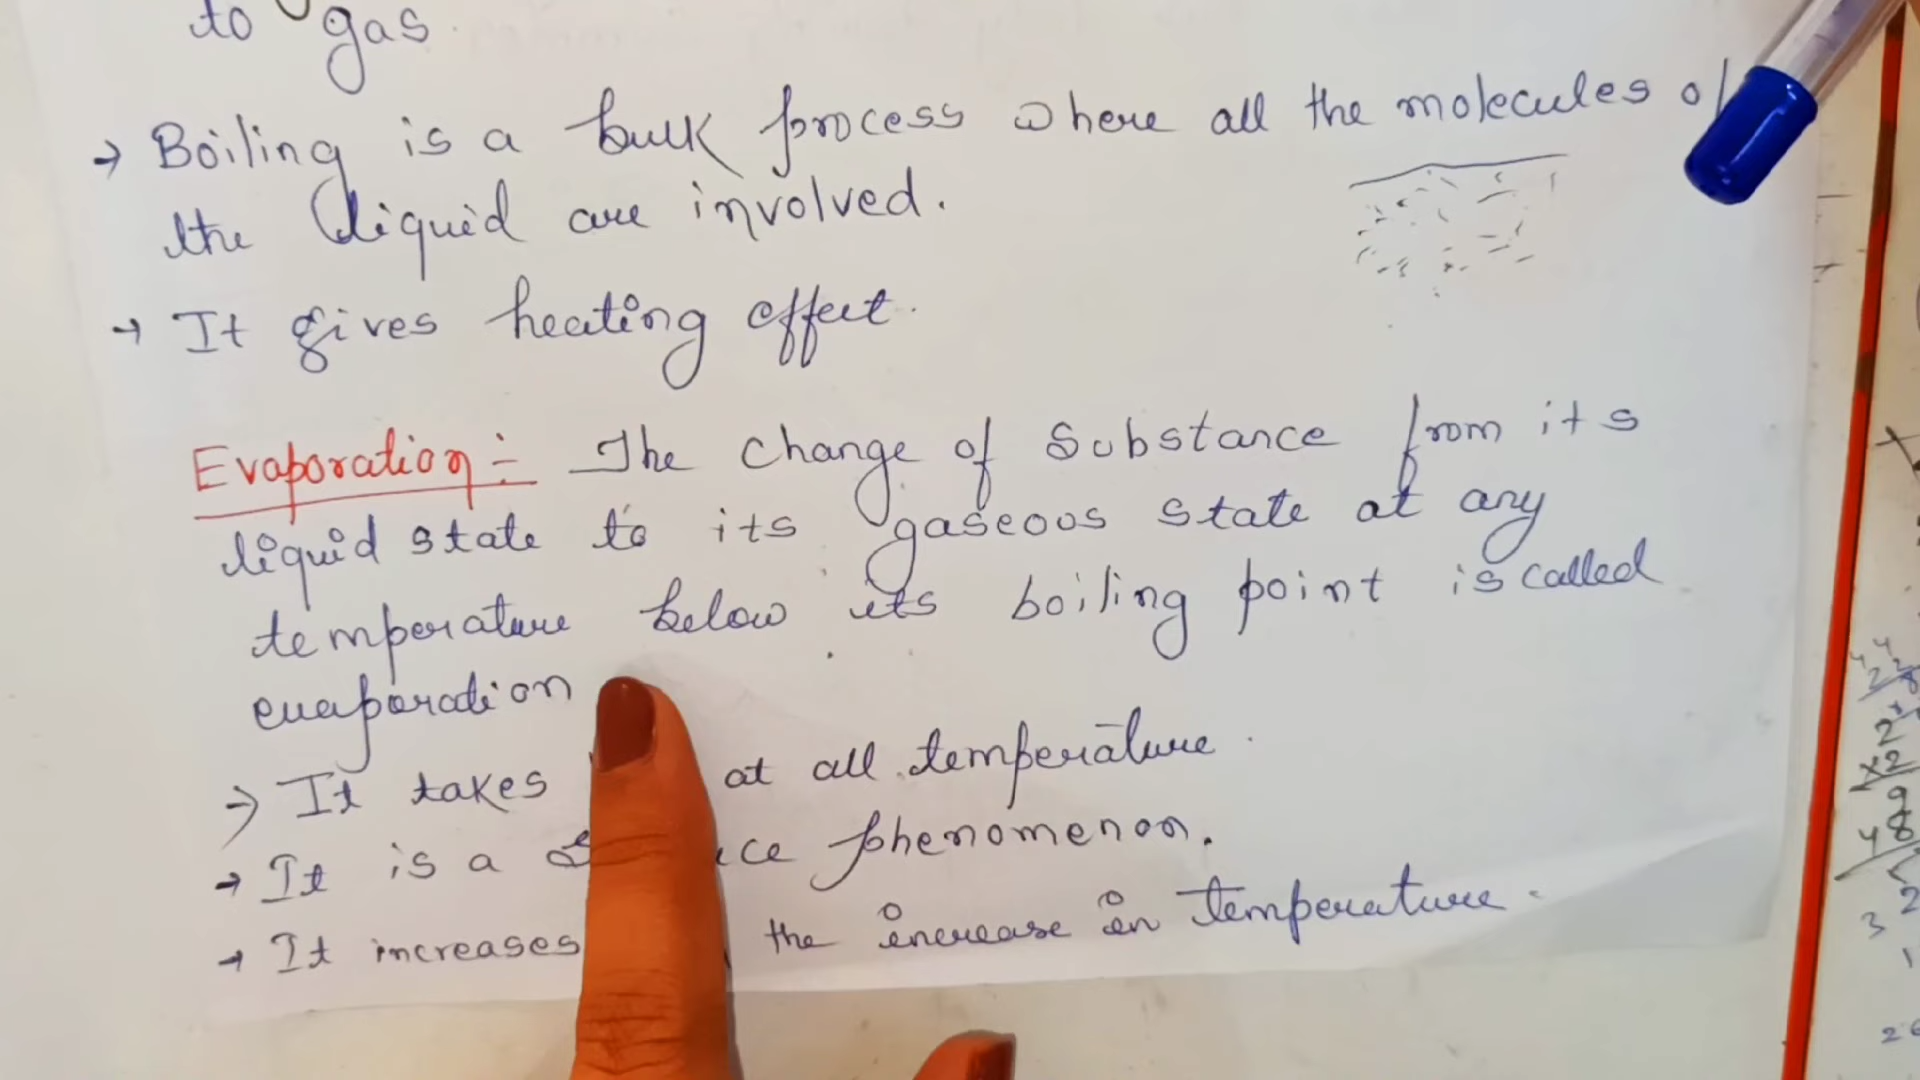 to gas.
→ Boiling is a bulk process where all the molecules of
the liquid are involved.
→ It gives heating effect.
Evaporation:- The change of substance from its
liquid state to its gaseous state at any
temperature below its boiling point is called
evaporation
→ It takes at all temperature.
→ It is a phenomenon.
→ It increases the increase in temperature.